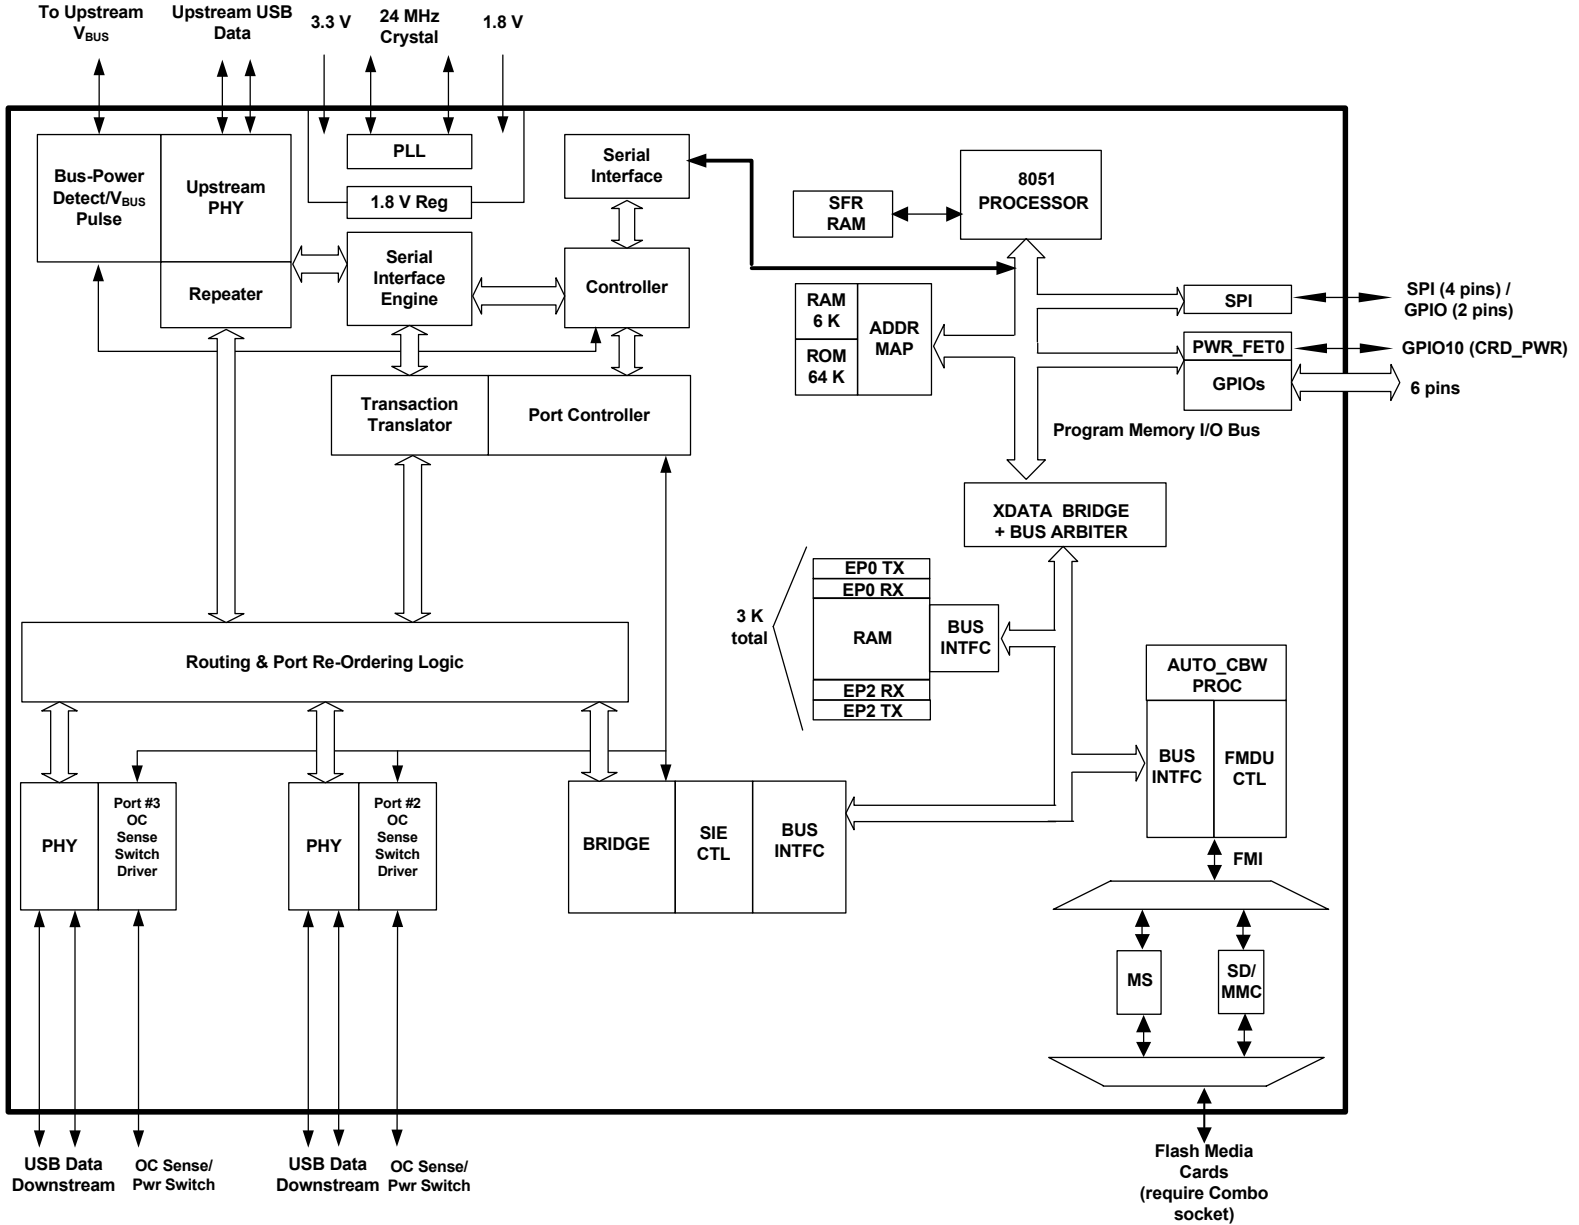 To Upstream
VBUS
Upstream USB
Data
3.3 V
24 MHz
Crystal
1.8 V
Bus-Power
Detect/VBUS
Pulse
Upstream
PHY
PLL
1.8 V Reg
Serial
Interface
Repeater
Serial
Interface
Engine
Controller
SFR
RAM
8051
PROCESSOR
RAM
6 K
ROM
64 K
ADDR
MAP
SPI
SPI (4 pins) /
GPIO (2 pins)
PWR_FET0
GPIO10 (CRD_PWR)
GPIOs
6 pins
Transaction
Translator
Port Controller
Program Memory I/O Bus
XDATA BRIDGE
+ BUS ARBITER
3 K
total
EP0 TX
EP0 RX
RAM
EP2 RX
EP2 TX
BUS
INTFC
Routing & Port Re-Ordering Logic
AUTO_CBW
PROC
BUS
INTFC
FMDU
CTL
PHY
Port #3
OC
Sense
Switch
Driver
PHY
Port #2
OC
Sense
Switch
Driver
BRIDGE
SIE
CTL
BUS
INTFC
FMI
MS
SD/
MMC
USB Data
Downstream
OC Sense/
Pwr Switch
USB Data
Downstream
OC Sense/
Pwr Switch
Flash Media
Cards
(require Combo
socket)